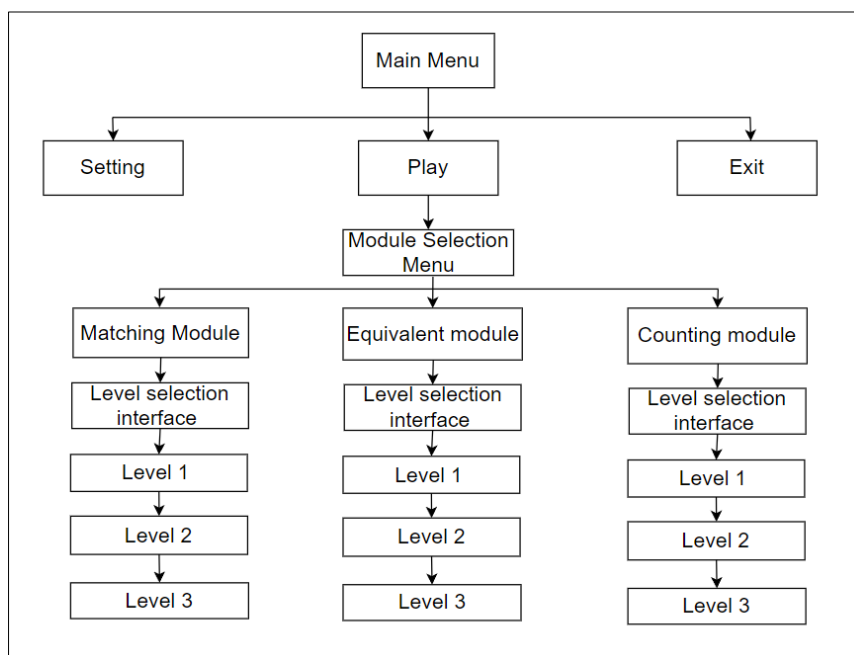 Main Menu
Setting
Play
Exit
Module Selection
Menu
Matching Module
Equivalent module
Counting module
Level selection
interface
Level selection
interface
Level selection
interface
Level 1
Level 1
Level 1
Level 2
Level 2
Level 2
Level 3
Level 3
Level 3